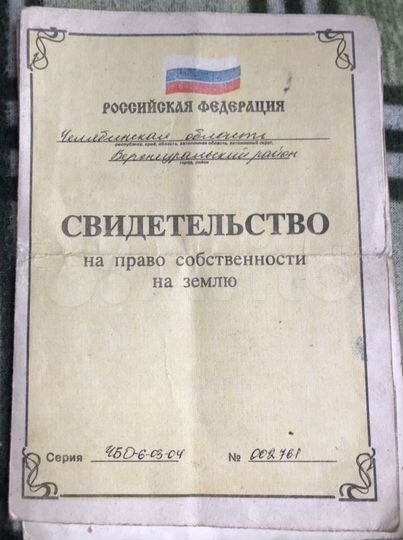 РОССИЙСКАЯ ФЕДЕРАЦИЯ
Челябинская область
республика, край, область, автономная область, автономный округ,
Верхнеуральский район
город, район
СВИДЕТЕЛЬСТВО
на право собственности
на землю
Серия ЧБО-6-03-04 № 002761